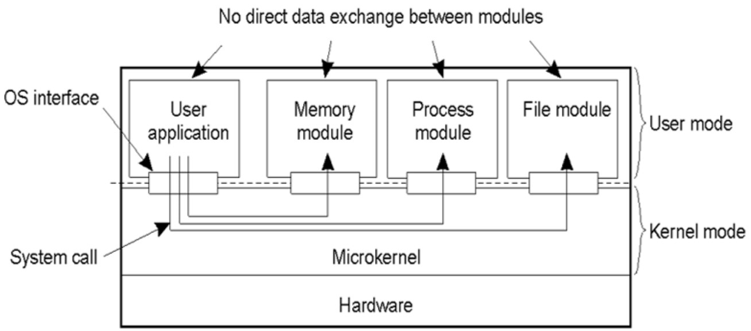 No direct data exchange between modules
OS interface
User
application
Memory
module
Process
module
File module
User mode
System call
Microkernel
Kernel mode
Hardware